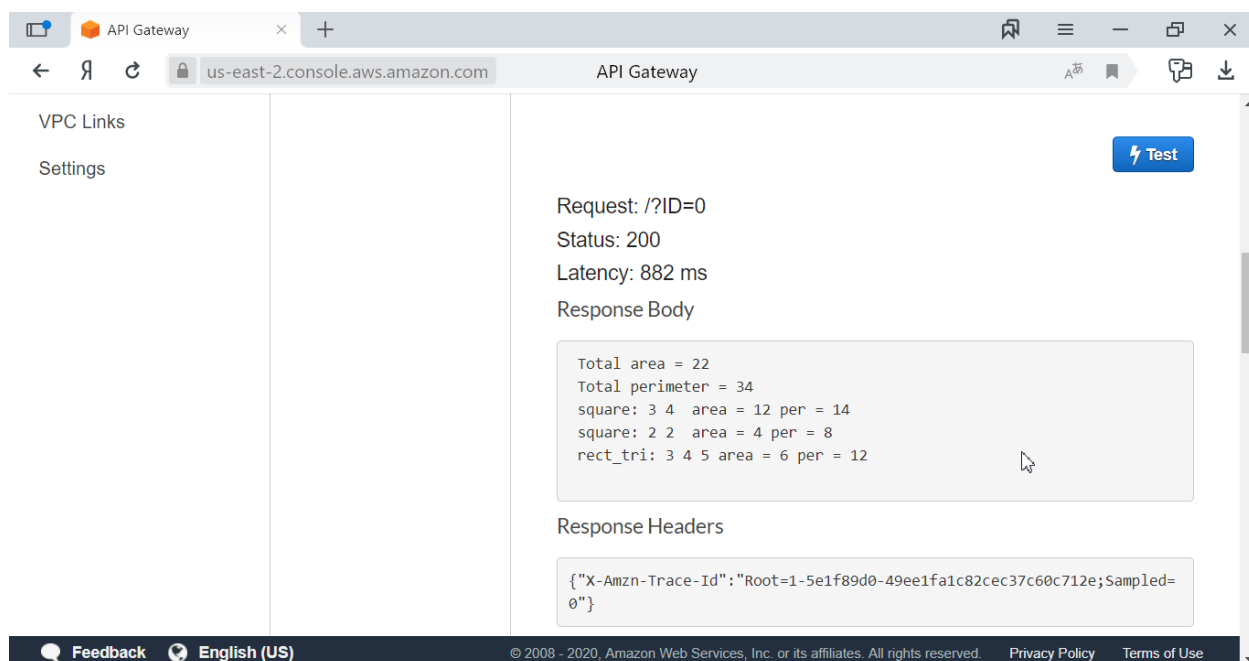 API Gateway
us-east-2.console.aws.amazon.com API Gateway
VPC Links
Settings
Test
Request: /?ID=0
Status: 200
Latency: 882 ms
Response Body
Total area = 22
Total perimeter = 34
square: 3 4  area = 12 per = 14
square: 2 2  area = 4 per = 8
rect_tri: 3 4 5 area = 6 per = 12
Response Headers
{"X-Amzn-Trace-Id":"Root=1-5e1f89d0-49ee1fa1c82cec37c60c712e;Sampled=
0"}
Feedback English (US) © 2008 - 2020, Amazon Web Services, Inc. or its affiliates. All rights reserved. Privacy Policy Terms of Use